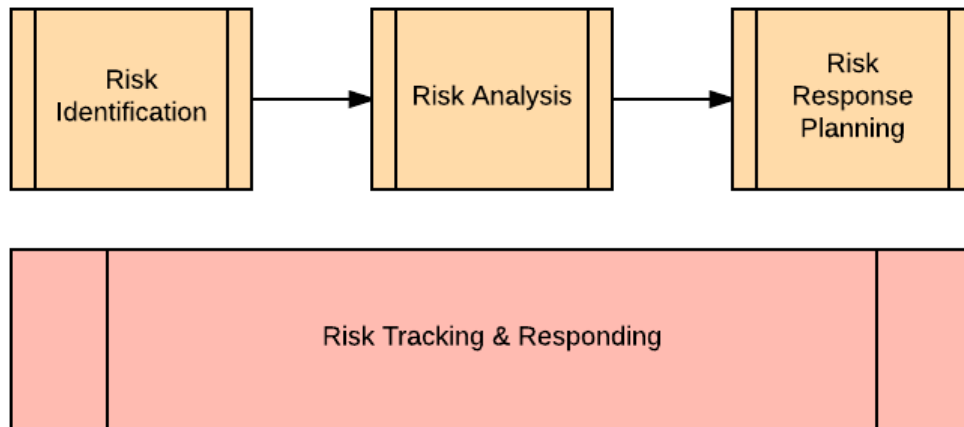 Risk
Identification
Risk Analysis
Risk
Response
Planning
Risk Tracking & Responding